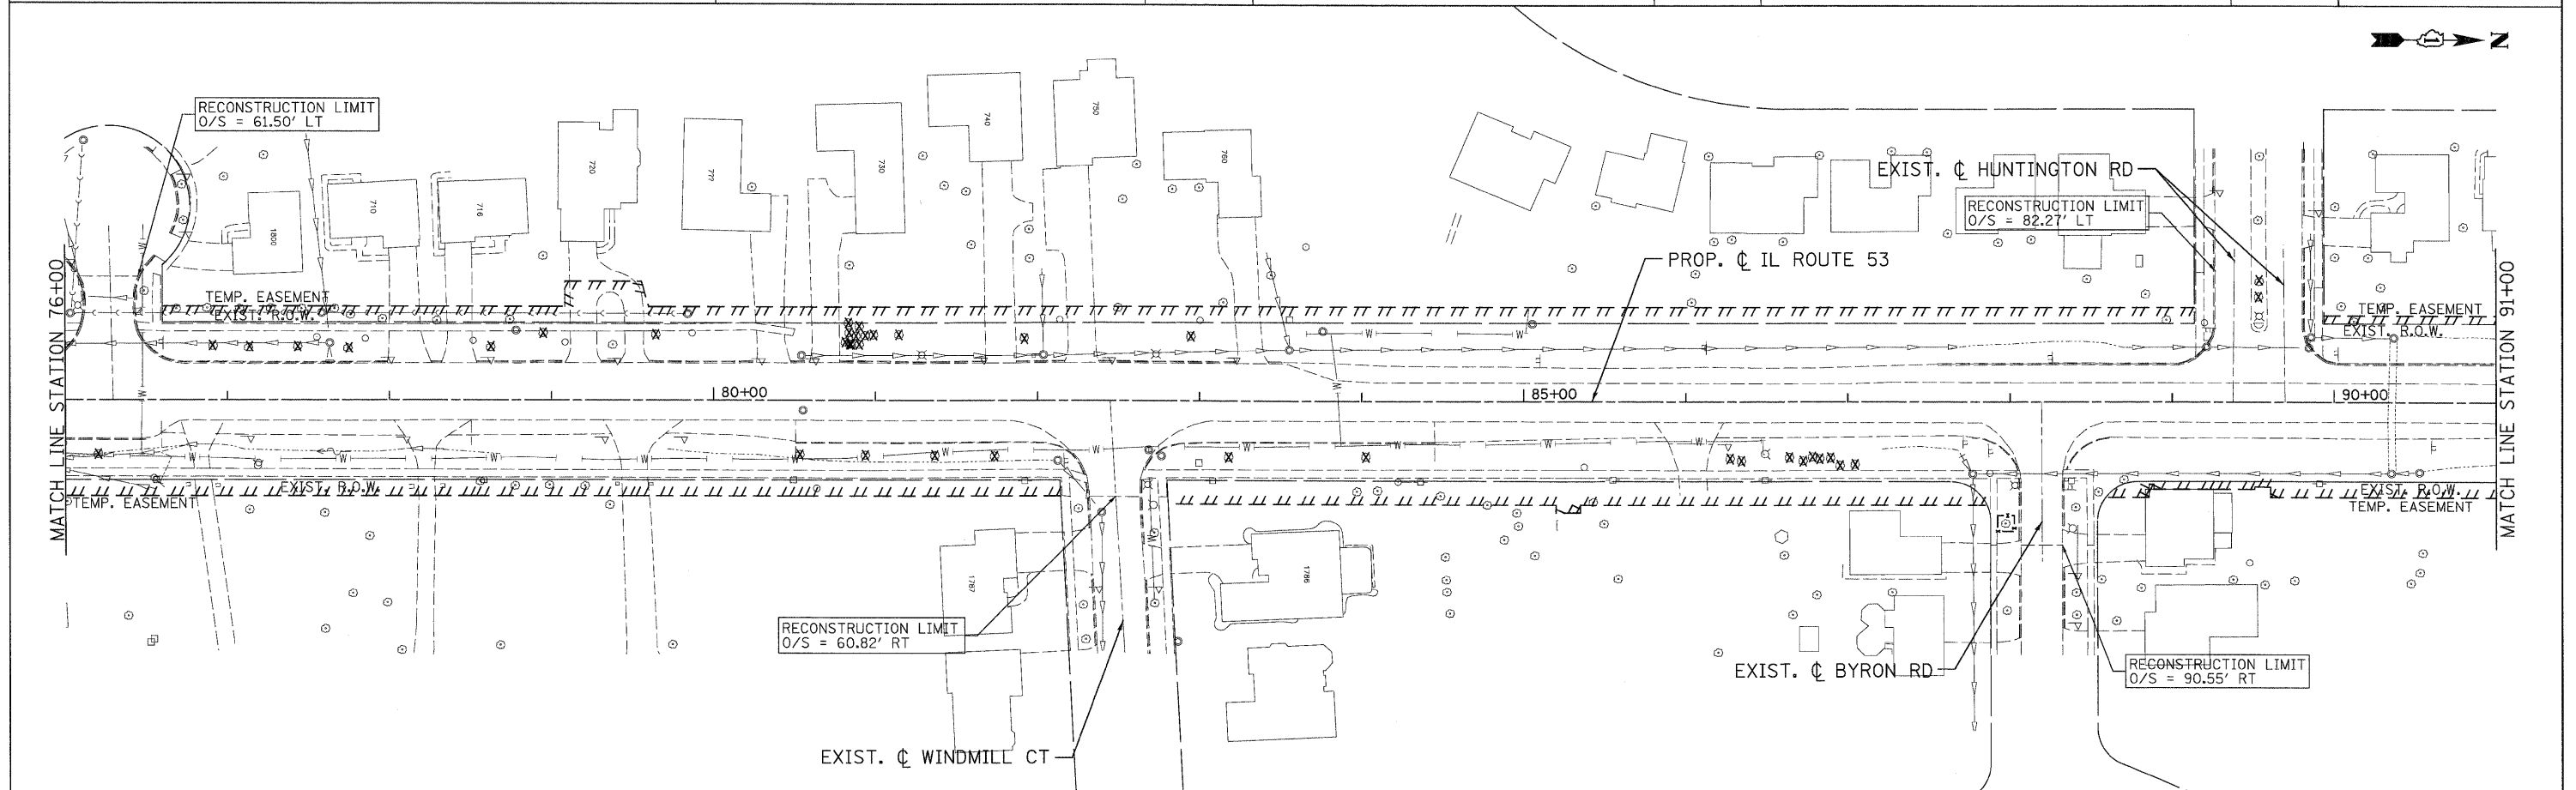 N
RECONSTRUCTION LIMIT
O/S = 61.50' LT
740
750
730
760
720
777
710
716
1800
EXIST. ℄ HUNTINGTON RD
RECONSTRUCTION LIMIT
O/S = 82.27' LT
PROP. ℄ IL ROUTE 53
MATCH LINE STATION 76+00
MATCH LINE STATION 91+00
TEMP. EASEMENT
EXIST. R.O.W.
TEMP. EASEMENT
EXIST. R.O.W.
80+00
85+00
90+00
EXIST. R.O.W.
TEMP. EASEMENT
EXIST. R.O.W.
TEMP. EASEMENT
1787
1786
RECONSTRUCTION LIMIT
O/S = 60.82' RT
EXIST. ℄ BYRON RD
RECONSTRUCTION LIMIT
O/S = 90.55' RT
EXIST. ℄ WINDMILL CT